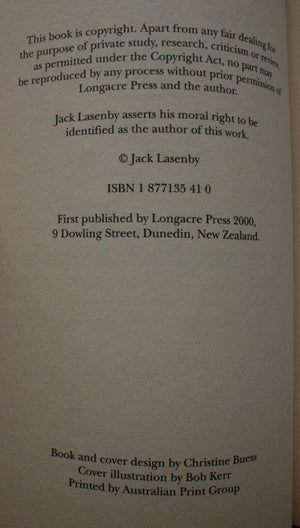 This book is copyright. Apart from any fair dealing for
the purpose of private study, research, criticism or review,
as permitted under the Copyright Act, no part may
be reproduced by any process without prior permission of
Longacre Press and the author.
Jack Lasenby asserts his moral right to be
identified as the author of this work.
© Jack Lasenby
ISBN 1 877135 41 0
First published by Longacre Press 2000,
9 Dowling Street, Dunedin, New Zealand.
Book and cover design by Christine Buess
Cover illustration by Bob Kerr
Printed by Australian Print Group